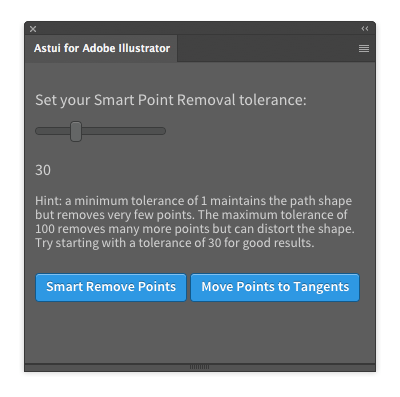 Astui for Adobe Illustrator
Set your Smart Point Removal tolerance:
30
Hint: a minimum tolerance of 1 maintains the path shape
but removes very few points. The maximum tolerance of
100 removes many more points but can distort the shape.
Try starting with a tolerance of 30 for good results.
Smart Remove Points
Move Points to Tangents